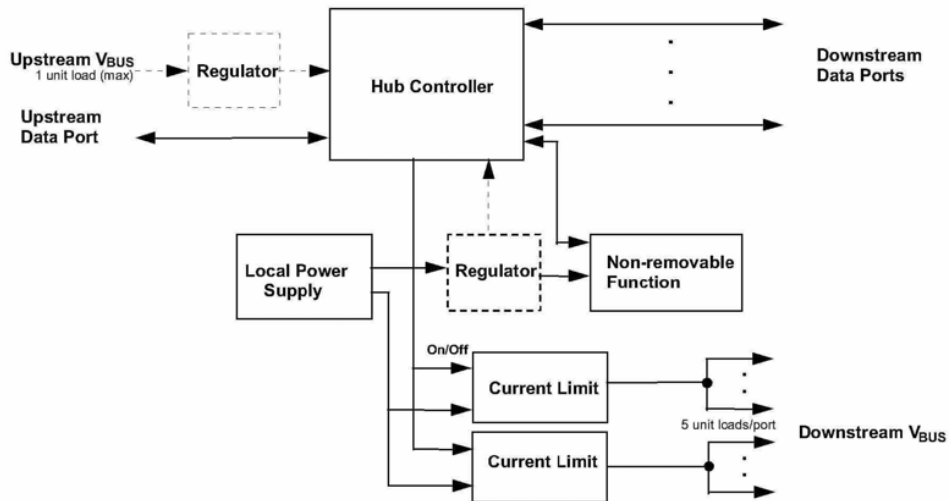 Upstream VBUS
1 unit load (max)
Regulator
Hub Controller
Downstream
Data Ports
Upstream
Data Port
Local Power
Supply
Regulator
Non-removable
Function
On/Off
Current Limit
5 unit loads/port
Downstream VBUS
Current Limit